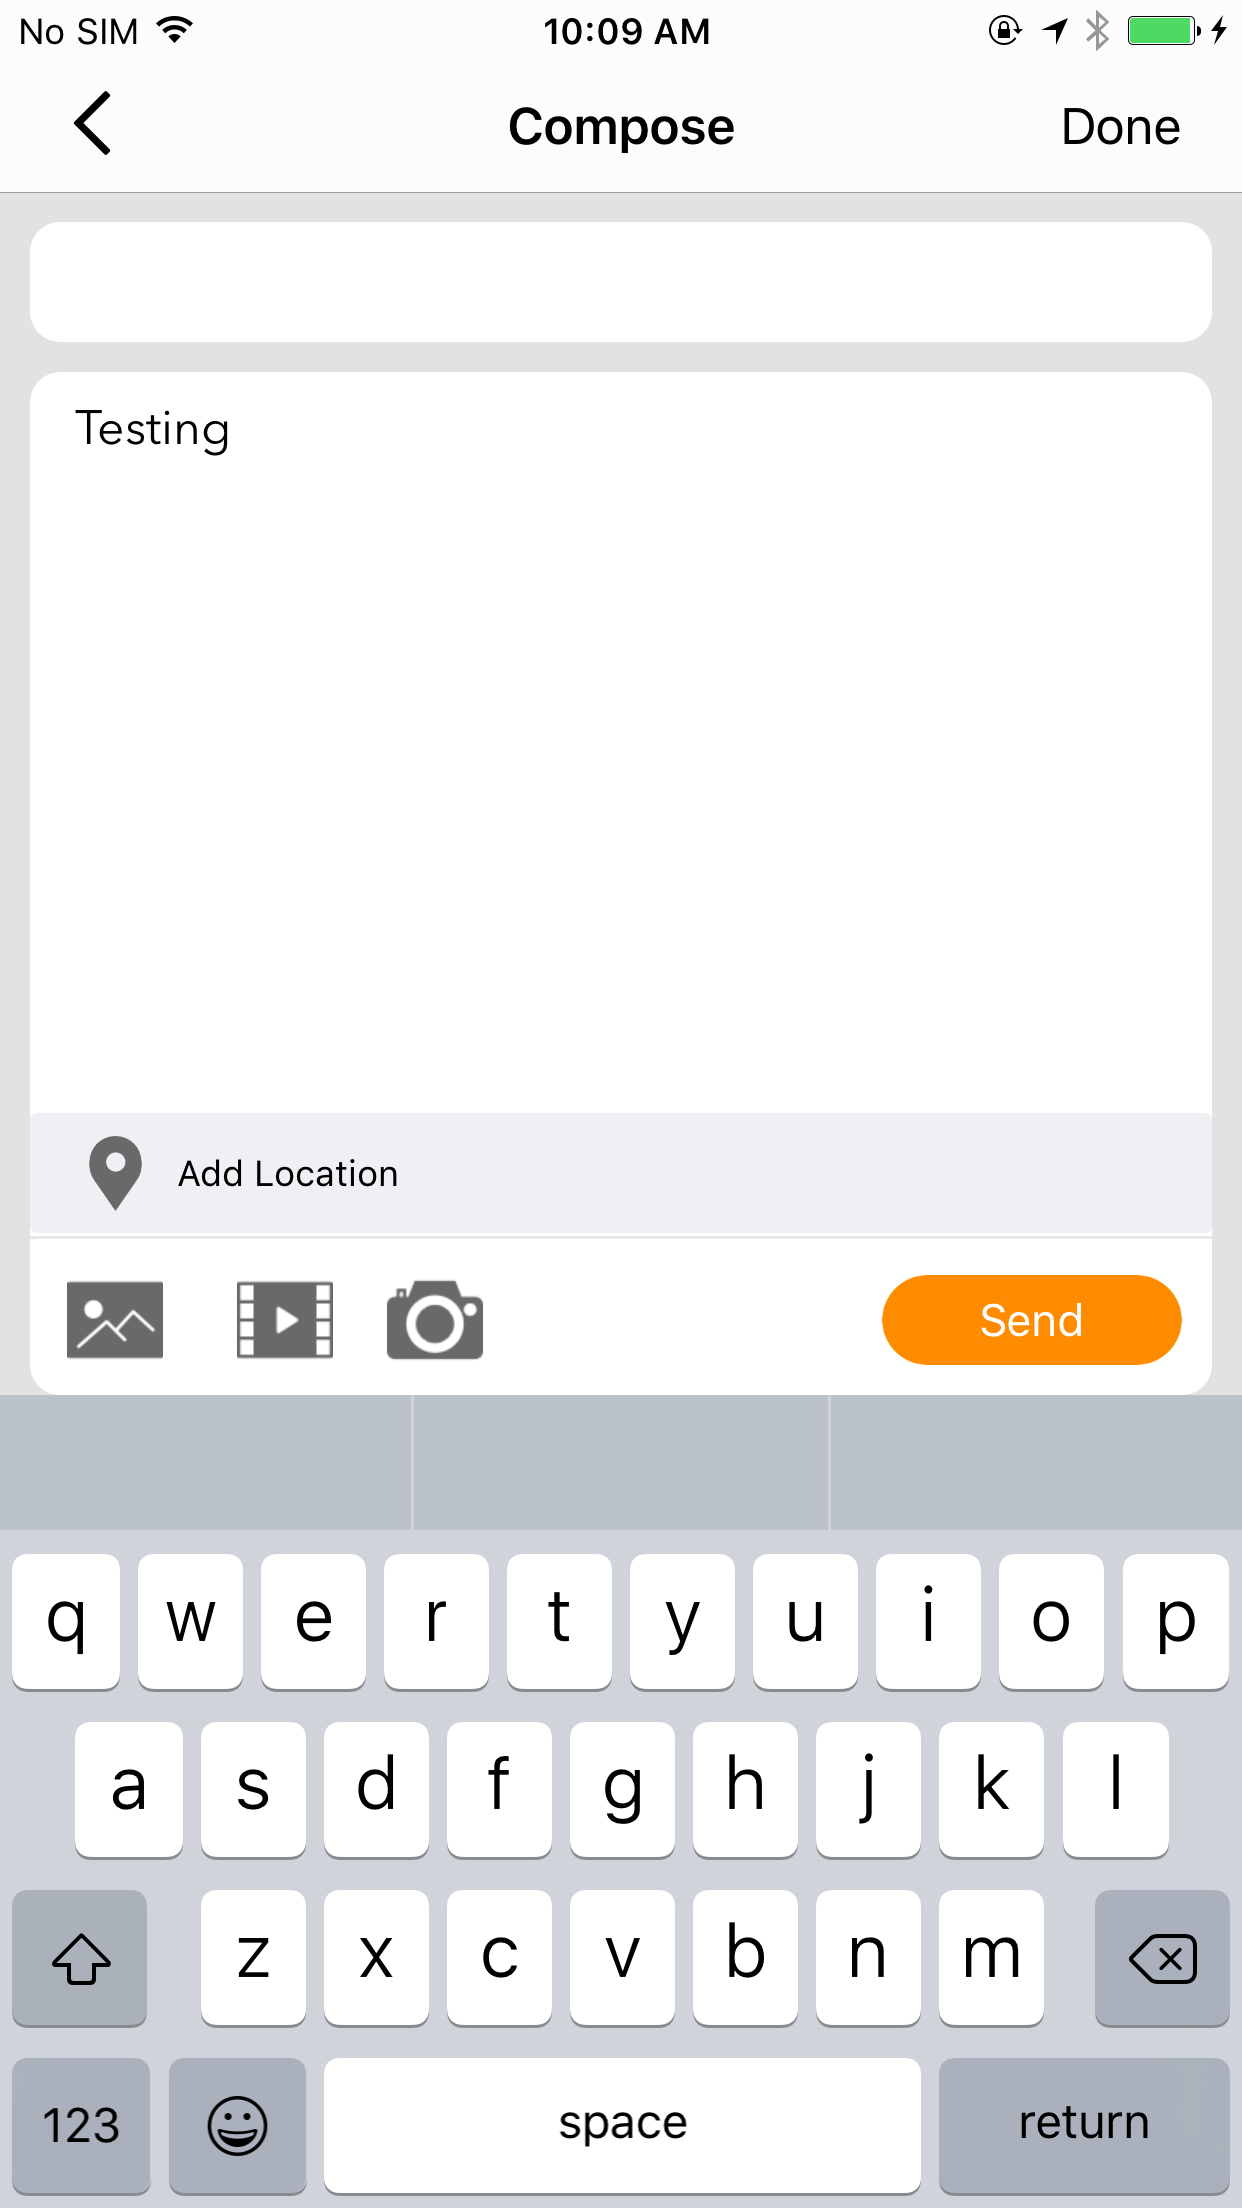 No SIM 10:09 AM
Compose Done
Testing
Add Location
Send
q w e r t y u i o p
a s d f g h j k l
z x c v b n m
123 space return